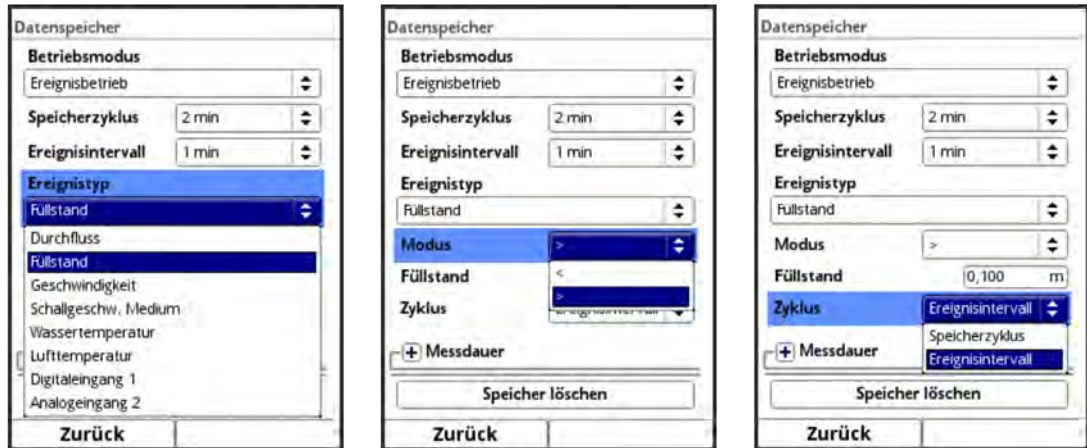 Datenspeicher
Betriebsmodus
Ereignisbetrieb
Speicherzyklus 2 min
Ereignisintervall 1 min
Ereignistyp
Füllstand
Durchfluss
Füllstand
Geschwindigkeit
Schallgeschw. Medium
Wassertemperatur
Lufttemperatur
Digitaleingang 1
Analogeingang 2
Zurück
Datenspeicher
Betriebsmodus
Ereignisbetrieb
Speicherzyklus 2 min
Ereignisintervall 1 min
Ereignistyp
Füllstand
Modus >
<
Füllstand
>
Zyklus
+ Messdauer
Speicher löschen
Zurück
Datenspeicher
Betriebsmodus
Ereignisbetrieb
Speicherzyklus 2 min
Ereignisintervall 1 min
Ereignistyp
Füllstand
Modus >
Füllstand 0,100 m
Zyklus Ereignisintervall
Speicherzyklus
+ Messdauer Ereignisintervall
Speicher löschen
Zurück